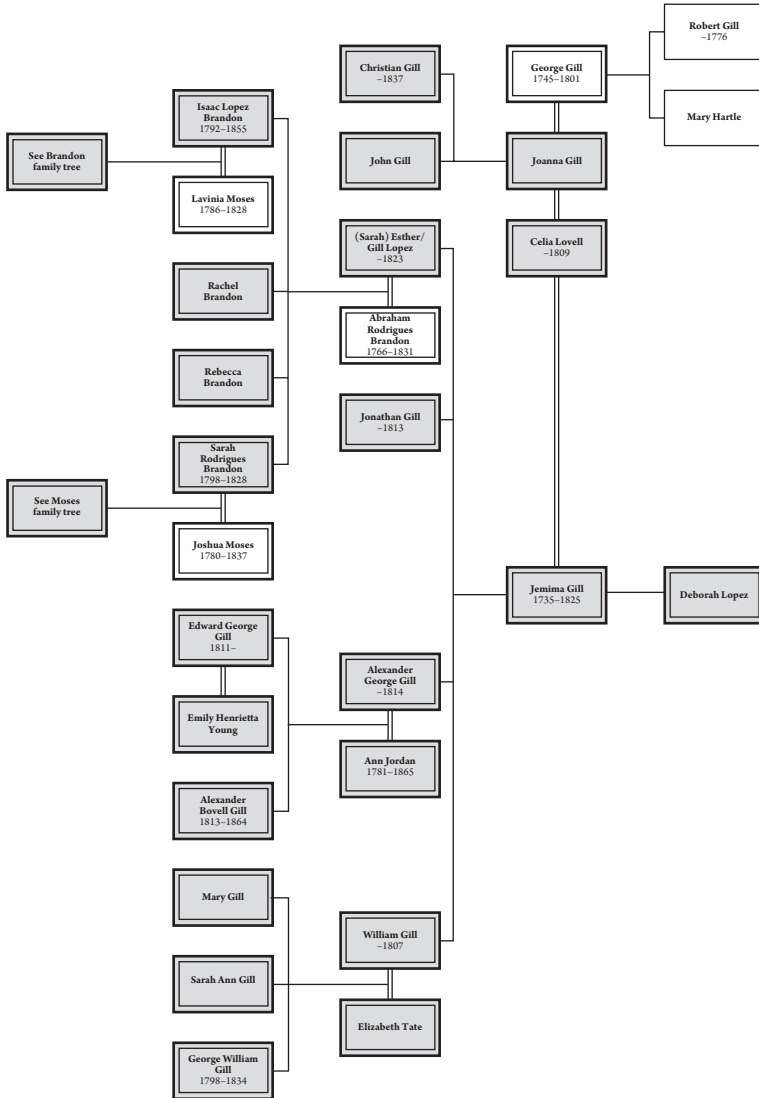 Robert Gill
–1776
Christian Gill
–1837
George Gill
1745–1801
Isaac Lopez
Brandon
1792–1855
Mary Hartle
See Brandon
family tree
John Gill
Joanna Gill
Lavinia Moses
1786–1828
(Sarah) Esther/
Gill Lopez
–1823
Celia Lovell
–1809
Rachel
Brandon
Abraham
Rodrigues
Brandon
1766–1831
Rebecca
Brandon
Jonathan Gill
–1813
Sarah
Rodrigues
Brandon
1798–1828
See Moses
family tree
Joshua Moses
1780–1837
Jemima Gill
1735–1825
Deborah Lopez
Edward George
Gill
1811–
Alexander
George Gill
–1814
Emily Henrietta
Young
Ann Jordan
1781–1865
Alexander
Bovell Gill
1813–1864
Mary Gill
William Gill
–1807
Sarah Ann Gill
Elizabeth Tate
George William
Gill
1798–1834